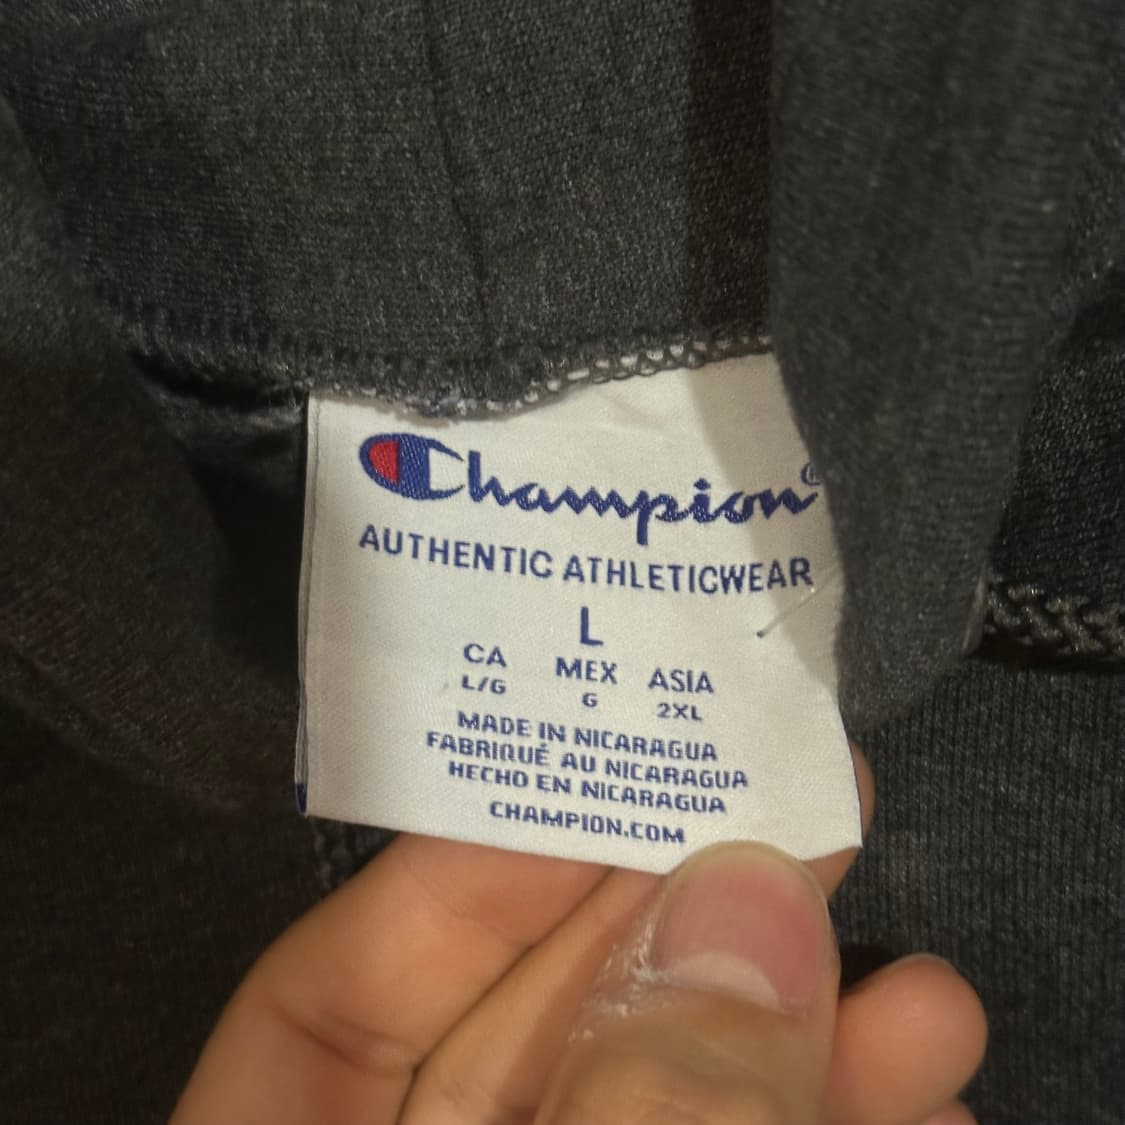 Champion®
AUTHENTIC ATHLETICWEAR
L
CA MEX ASIA
L/G G 2XL
MADE IN NICARAGUA
FABRIQUÉ AU NICARAGUA
HECHO EN NICARAGUA
CHAMPION.COM